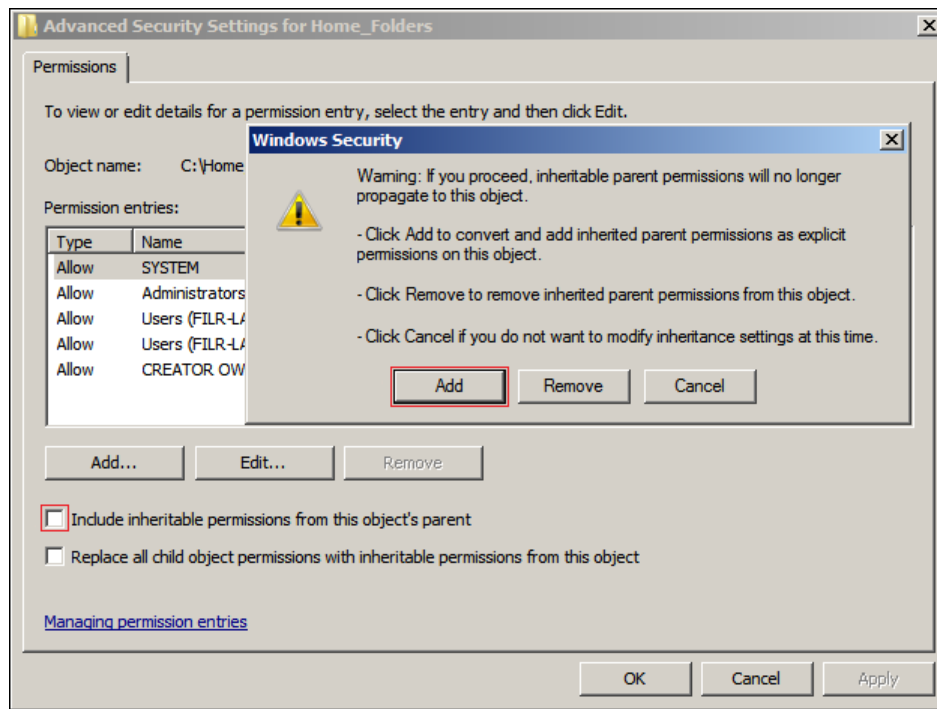 Advanced Security Settings for Home_Folders
Permissions
To view or edit details for a permission entry, select the entry and then click Edit.
Windows Security
Object name: C:\Home
Warning: If you proceed, inheritable parent permissions will no longer
propagate to this object.
- Click Add to convert and add inherited parent permissions as explicit
permissions on this object.
- Click Remove to remove inherited parent permissions from this object.
- Click Cancel if you do not want to modify inheritance settings at this time.
Add Remove Cancel
Permission entries:
Type Name
Allow SYSTEM
Allow Administrators
Allow Users (FILR-LA
Allow Users (FILR-LA
Allow CREATOR OW
Add... Edit... Remove
Include inheritable permissions from this object's parent
Replace all child object permissions with inheritable permissions from this object
Managing permission entries
OK Cancel Apply